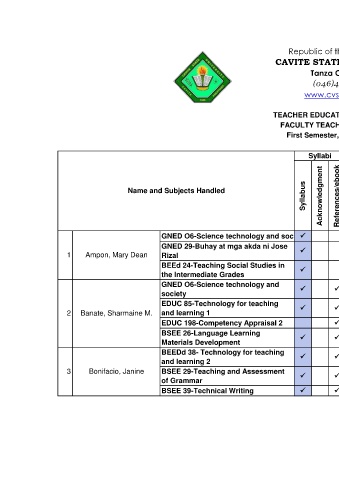 Republic of th
CAVITE STATE
Tanza C
(046)4
www.cvs
TEACHER EDUCAT
FACULTY TEACH
First Semester,
Syllabi
Name and Subjects Handled
Syllabus
Acknowledgment
References/ebook
GNED O6-Science technology and soc ✓
1 Ampon, Mary Dean
GNED 29-Buhay at mga akda ni Jose
Rizal ✓
BEEd 24-Teaching Social Studies in
the Intermediate Grades ✓
2 Banate, Sharmaine M.
GNED O6-Science technology and
society ✓ ✓
EDUC 85-Technology for teaching
and learning 1 ✓ ✓
EDUC 198-Competency Appraisal 2 ✓
BSEE 26-Language Learning
Materials Development ✓ ✓
3 Bonifacio, Janine
BEEDd 38- Technology for teaching
and learning 2 ✓ ✓
BSEE 29-Teaching and Assessment
of Grammar ✓ ✓
BSEE 39-Technical Writing ✓ ✓